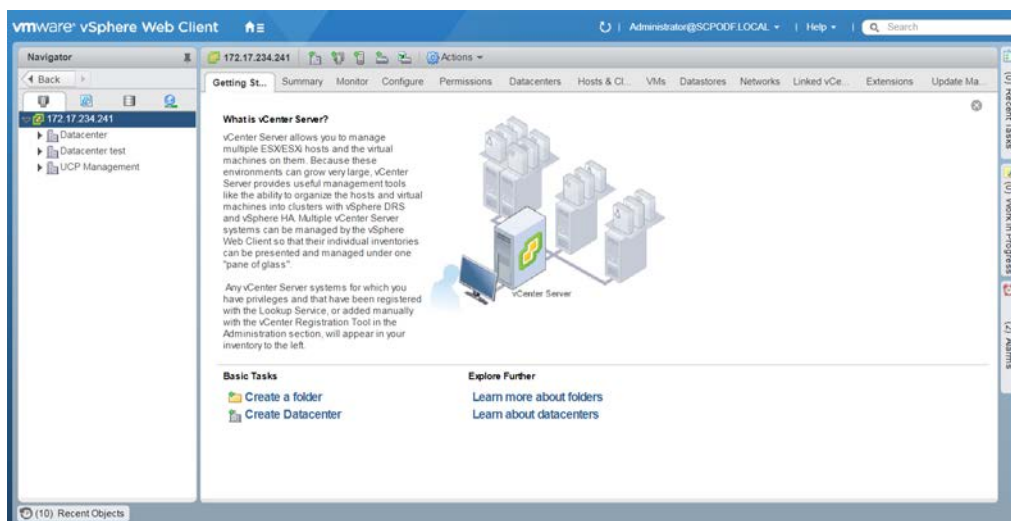 vmware® vSphere Web Client
Administrator@SCPODF.LOCAL
Help
Search
Navigator
Back
172.17.234.241
Datacenter
Datacenter test
UCP Management
172.17.234.241
Actions
Getting St...
Summary
Monitor
Configure
Permissions
Datacenters
Hosts & Cl...
VMs
Datastores
Networks
Linked vCe...
Extensions
Update Ma...
What is vCenter Server?
vCenter Server allows you to manage
multiple ESX/ESXi hosts and the virtual
machines on them. Because these
environments can grow very large, vCenter
Server provides useful management tools
like the ability to organize the hosts and virtual
machines into clusters with vSphere DRS
and vSphere HA. Multiple vCenter Server
systems can be managed by the vSphere
Web Client so that their individual inventories
can be presented and managed under one
"pane of glass".
Any vCenter Server systems for which you
have privileges and that have been registered
with the Lookup Service, or added manually
with the vCenter Registration Tool in the
Administration section, will appear in your
inventory to the left.
vCenter Server
Basic Tasks
Create a folder
Create Datacenter
Explore Further
Learn more about folders
Learn about datacenters
(0) Recent Tasks
(0) Work In Progress
(2) Alarms
(10) Recent Objects